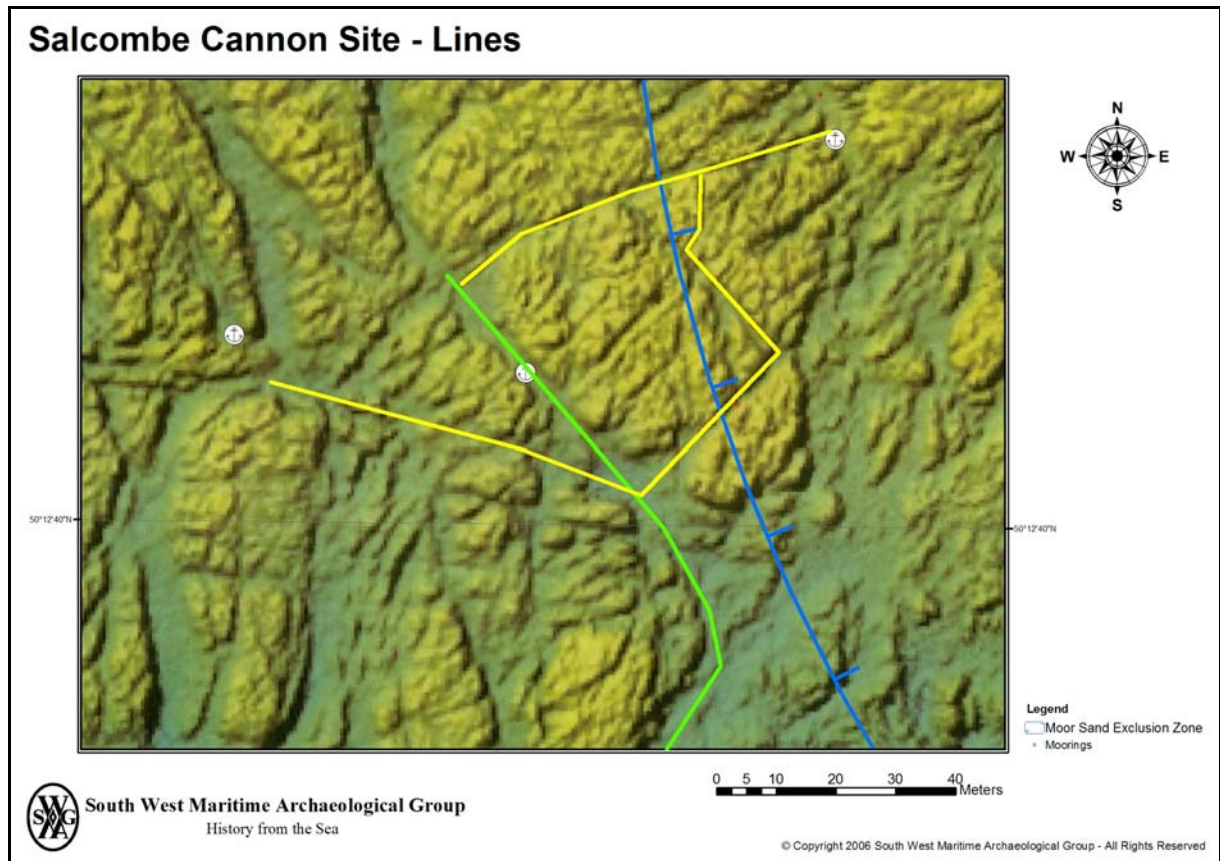 Salcombe Cannon Site - Lines
N
W E
S
50°12'40"N
50°12'40"N
Legend
Moor Sand Exclusion Zone
Moorings
0 5 10 20 30 40
Meters
South West Maritime Archaeological Group
History from the Sea
© Copyright 2006 South West Maritime Archaeological Group - All Rights Reserved